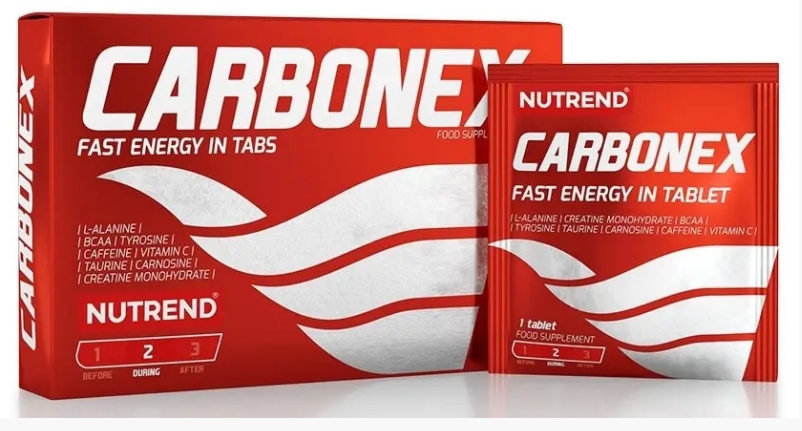 CARBONEX
CARBONEX
FAST ENERGY IN TABS
FOOD
| L-ALANINE |
| BCAA | TYROSINE |
| CAFFEINE | VITAMIN C |
| TAURINE | CARNOSINE |
| CREATINE MONOHYDRATE |
NUTREND®
1 2 3
BEFORE DURING AFTER
NUTREND®
CARBONEX
FAST ENERGY IN TABLET
| L-ALANINE | CREATINE MONOHYDRATE | BCAA |
| TYROSINE | TAURINE | CARNOSINE | CAFFEINE | VITAMIN C |
1 tablet
FOOD SUPPLEMENT
1 2 3
BEFORE DURING AFTER